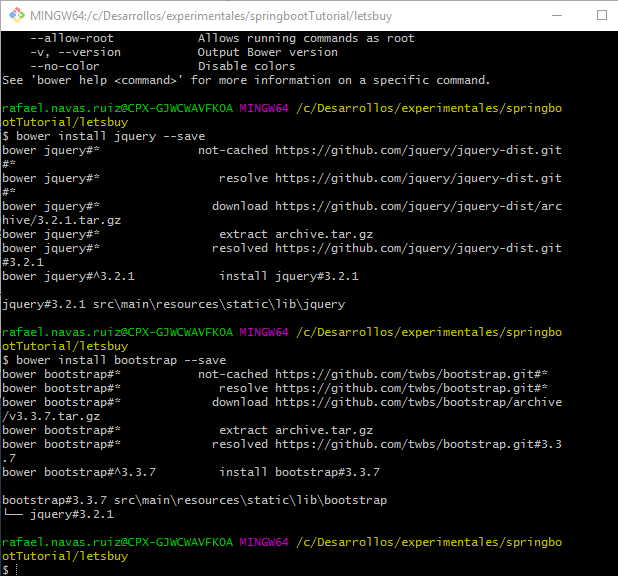 MINGW64:/c/Desarrollos/experimentales/springbootTutorial/letsbuy
--allow-root            Allows running commands as root
-v, --version           Output Bower version
--no-color              Disable colors
See 'bower help <command>' for more information on a specific command.
rafael.navas.ruiz@CPX-GJWCWAVFKOA MINGW64 /c/Desarrollos/experimentales/springbo
otTutorial/letsbuy
$ bower install jquery --save
bower jquery#*              not-cached https://github.com/jquery/jquery-dist.git
#*
bower jquery#*                 resolve https://github.com/jquery/jquery-dist.git
#*
bower jquery#*                download https://github.com/jquery/jquery-dist/arc
hive/3.2.1.tar.gz
bower jquery#*                 extract archive.tar.gz
bower jquery#*                resolved https://github.com/jquery/jquery-dist.git
#3.2.1
bower jquery#^3.2.1            install jquery#3.2.1
jquery#3.2.1 src\main\resources\static\lib\jquery
rafael.navas.ruiz@CPX-GJWCWAVFKOA MINGW64 /c/Desarrollos/experimentales/springbo
otTutorial/letsbuy
$ bower install bootstrap --save
bower bootstrap#*           not-cached https://github.com/twbs/bootstrap.git#*
bower bootstrap#*              resolve https://github.com/twbs/bootstrap.git#*
bower bootstrap#*             download https://github.com/twbs/bootstrap/archive
/v3.3.7.tar.gz
bower bootstrap#*              extract archive.tar.gz
bower bootstrap#*             resolved https://github.com/twbs/bootstrap.git#3.3
.7
bower bootstrap#^3.3.7         install bootstrap#3.3.7
bootstrap#3.3.7 src\main\resources\static\lib\bootstrap
└── jquery#3.2.1
rafael.navas.ruiz@CPX-GJWCWAVFKOA MINGW64 /c/Desarrollos/experimentales/springbo
otTutorial/letsbuy
$